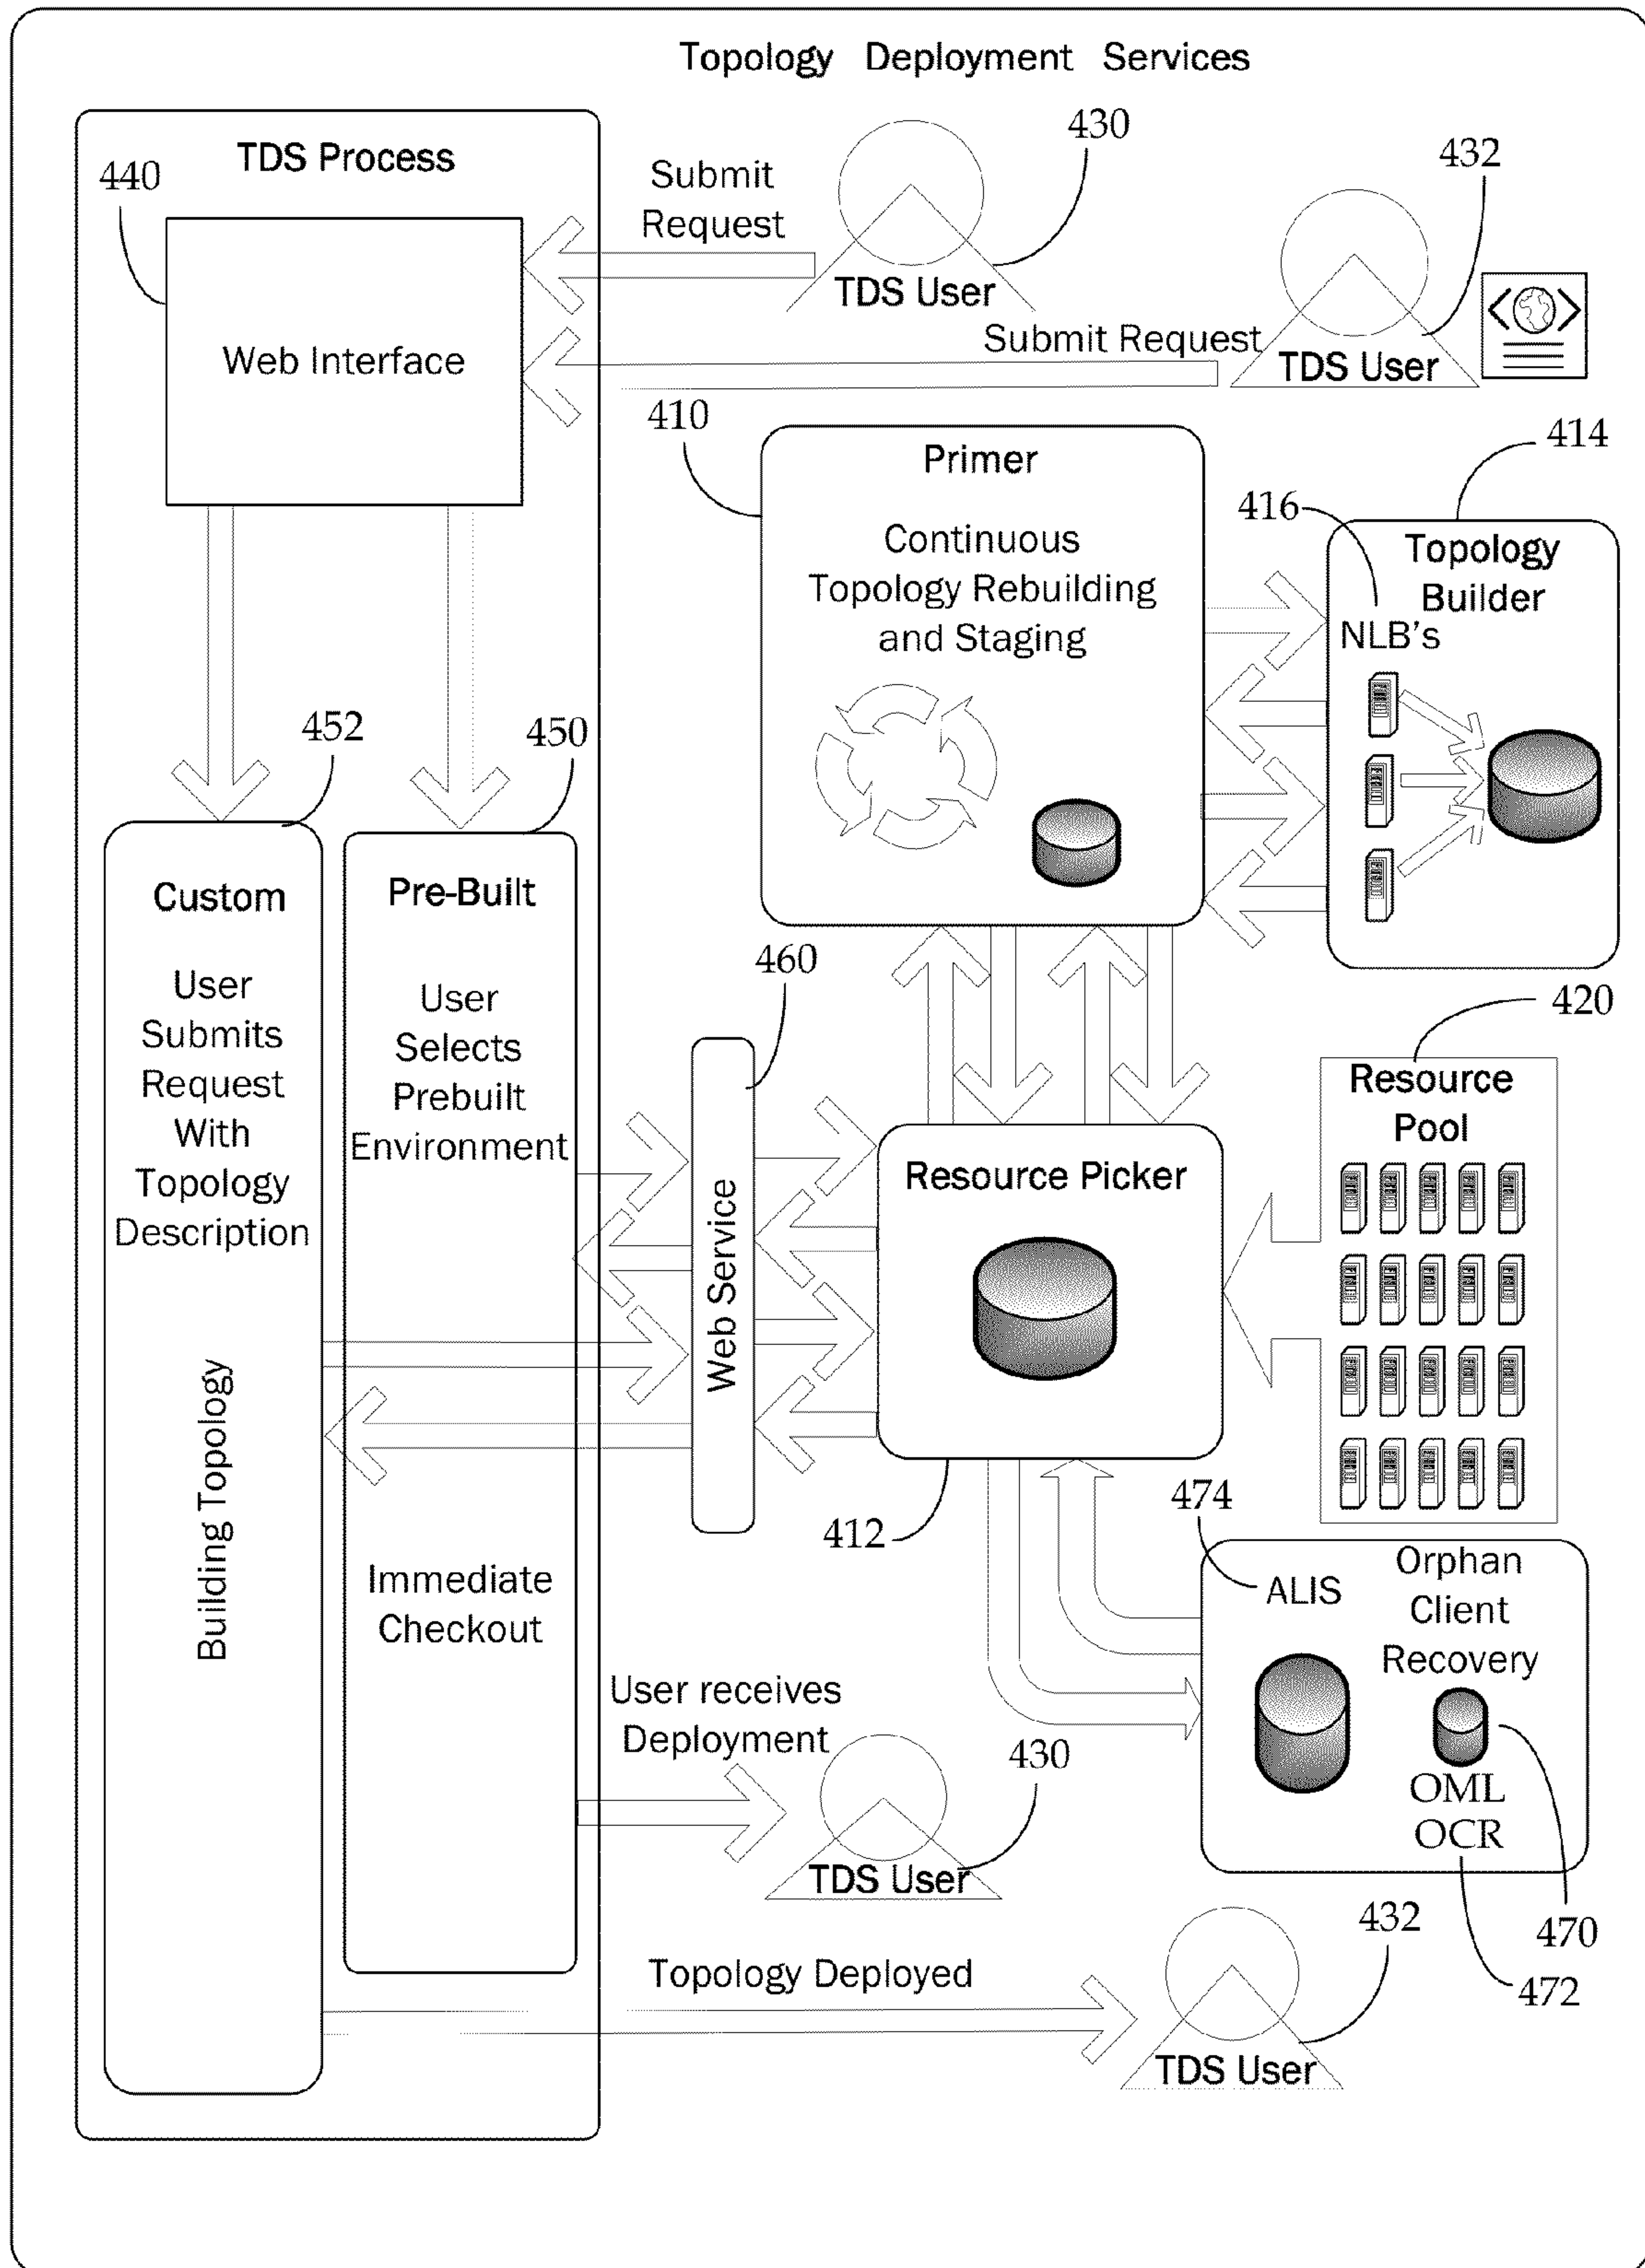 Topology Deployment Services
TDS Process
440
Web Interface
Submit
Request
430
TDS User
432
Submit Request
TDS User
410
Primer
Continuous
Topology Rebuilding
and Staging
414
416
Topology
Builder
NLB's
452
450
Custom
User
Submits
Request
With
Topology
Description
Building Topology
Pre-Built
User
Selects
Prebuilt
Environment
Immediate
Checkout
460
Web Service
Resource Picker
412
420
Resource
Pool
474
ALIS
Orphan
Client
Recovery
OML
OCR
470
472
User receives
Deployment
430
TDS User
Topology Deployed
432
TDS User